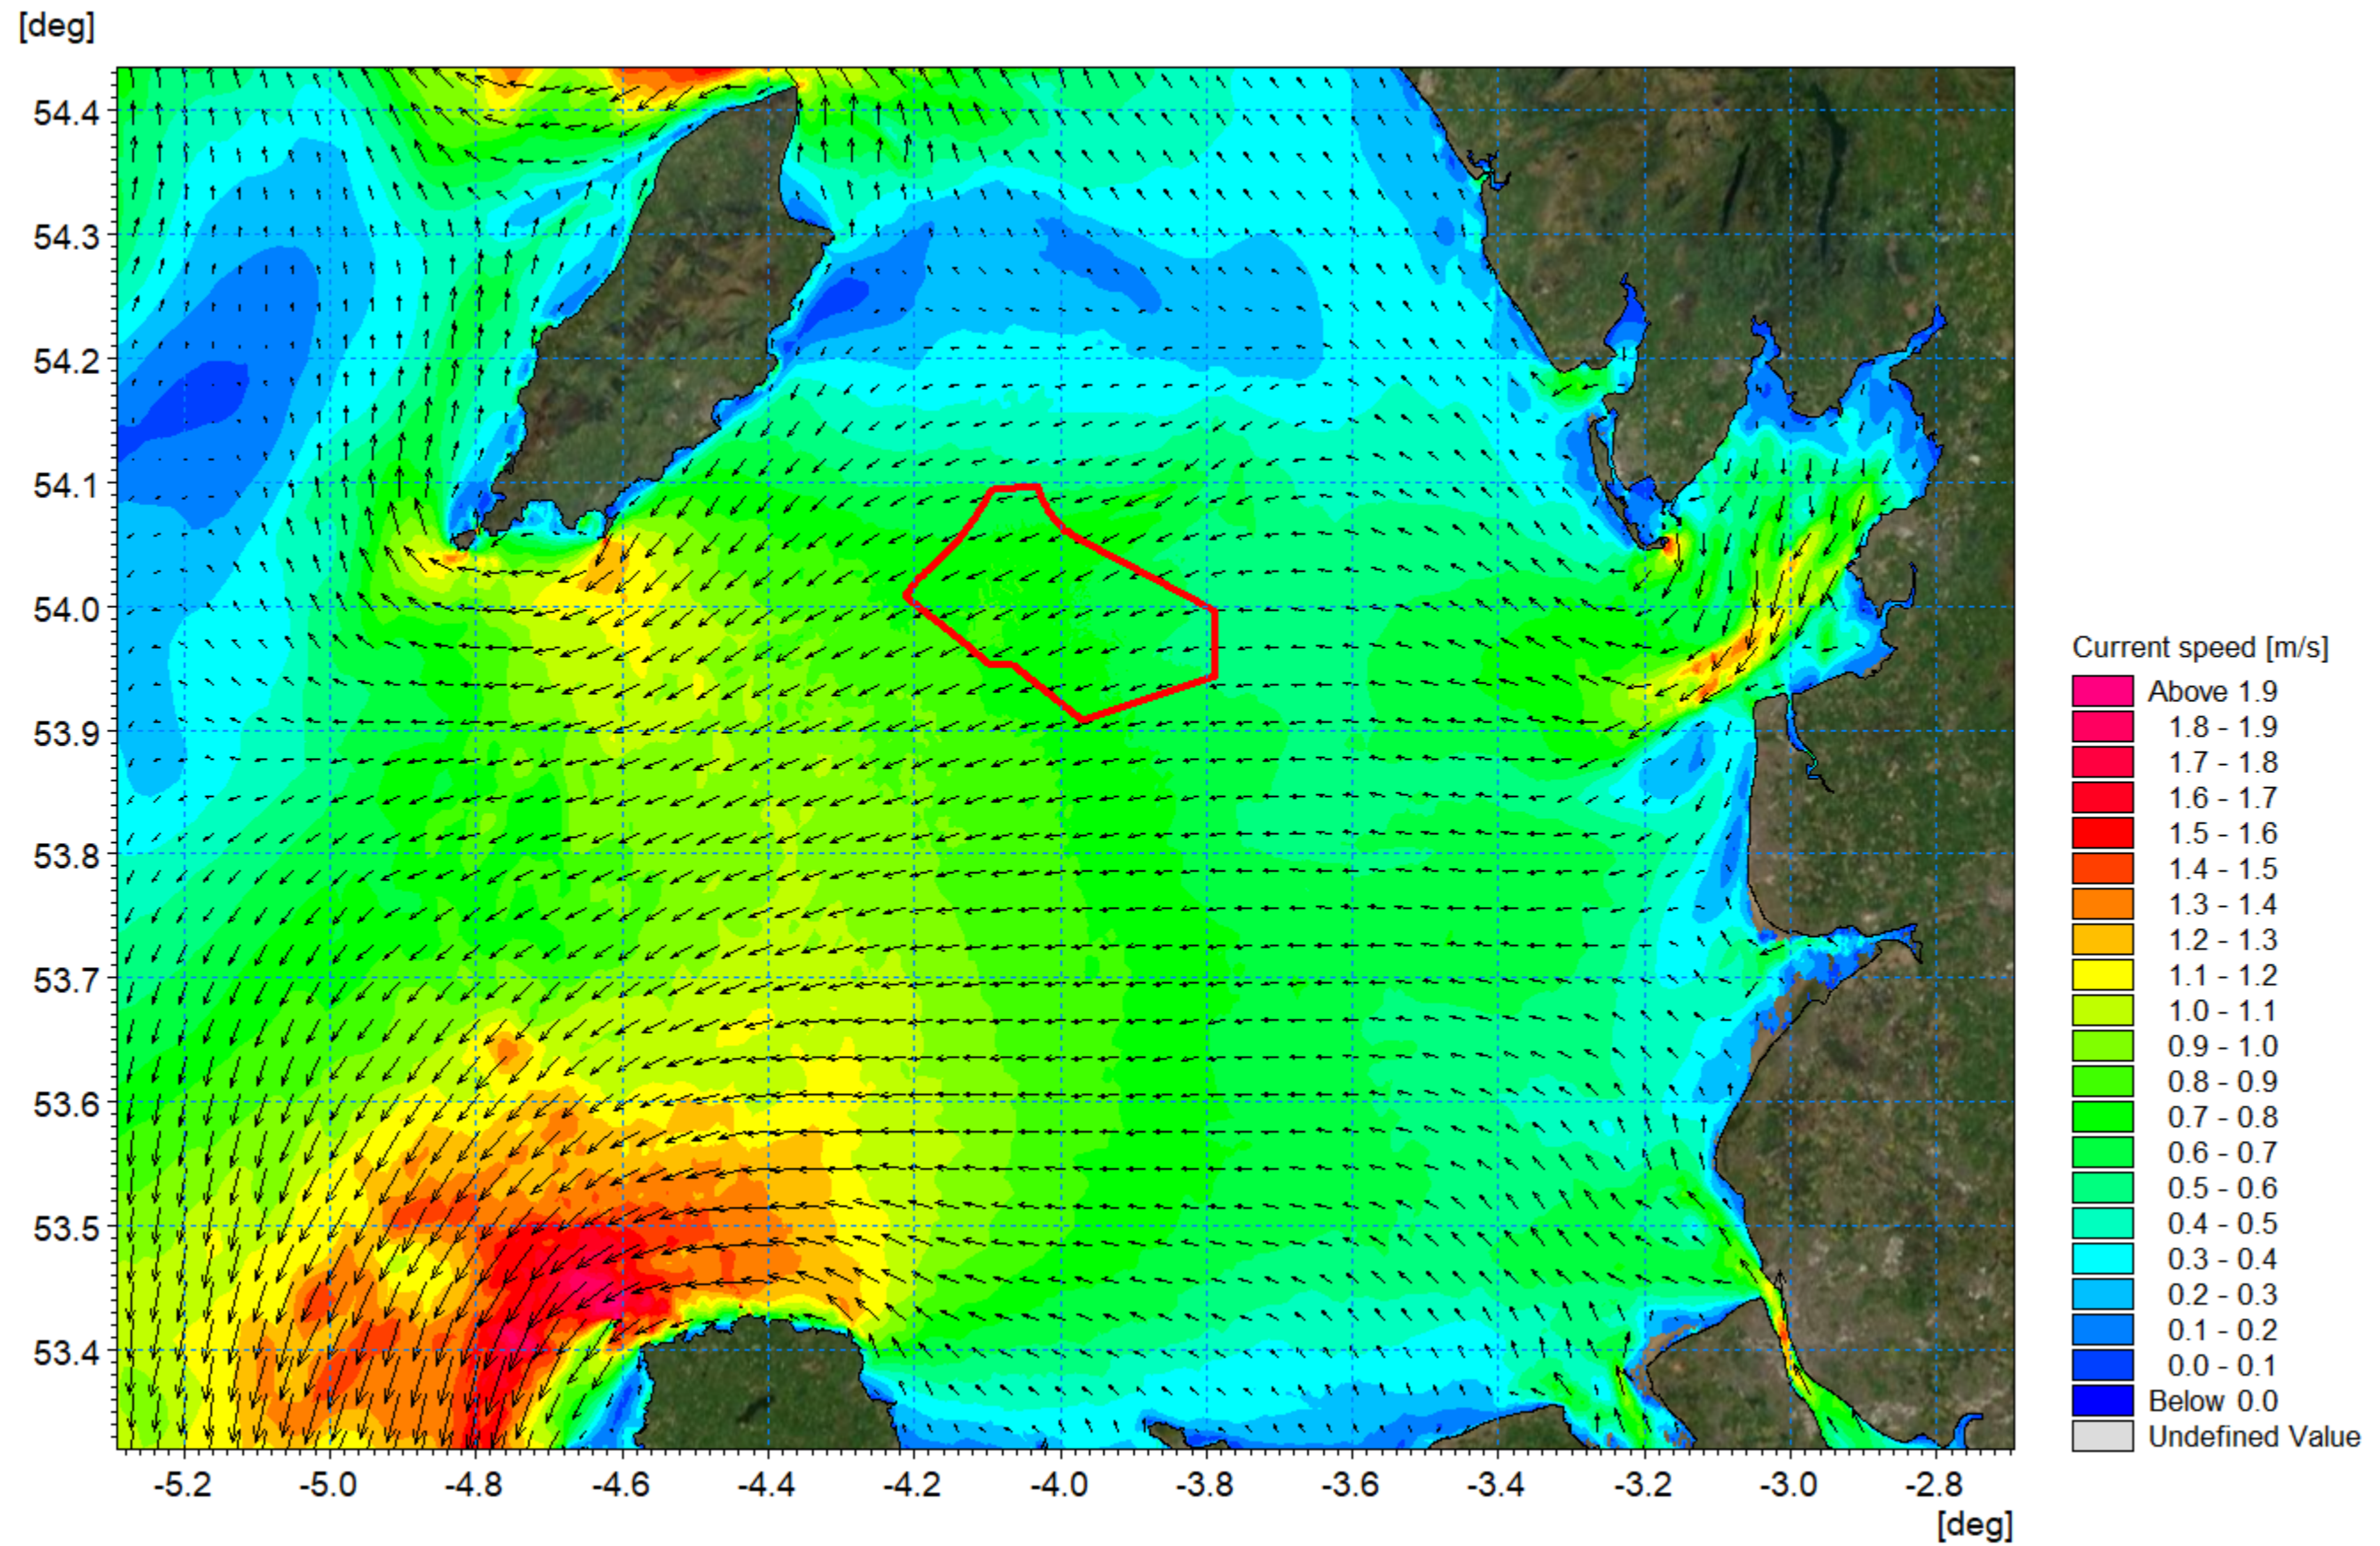 [deg]
54.4
54.3
54.2
54.1
54.0
53.9
53.8
53.7
53.6
53.5
53.4
-5.2 -5.0 -4.8 -4.6 -4.4 -4.2 -4.0 -3.8 -3.6 -3.4 -3.2 -3.0 -2.8
[deg]
Current speed [m/s]
Above 1.9
1.8 - 1.9
1.7 - 1.8
1.6 - 1.7
1.5 - 1.6
1.4 - 1.5
1.3 - 1.4
1.2 - 1.3
1.1 - 1.2
1.0 - 1.1
0.9 - 1.0
0.8 - 0.9
0.7 - 0.8
0.6 - 0.7
0.5 - 0.6
0.4 - 0.5
0.3 - 0.4
0.2 - 0.3
0.1 - 0.2
0.0 - 0.1
Below 0.0
Undefined Value